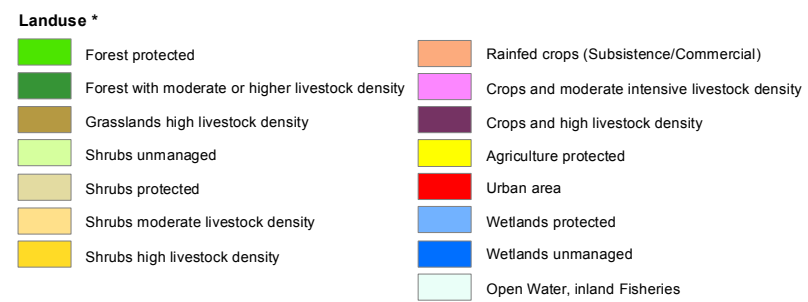 Landuse *
Forest protected
Forest with moderate or higher livestock density
Grasslands high livestock density
Shrubs unmanaged
Shrubs protected
Shrubs moderate livestock density
Shrubs high livestock density
Rainfed crops (Subsistence/Commercial)
Crops and moderate intensive livestock density
Crops and high livestock density
Agriculture protected
Urban area
Wetlands protected
Wetlands unmanaged
Open Water, inland Fisheries